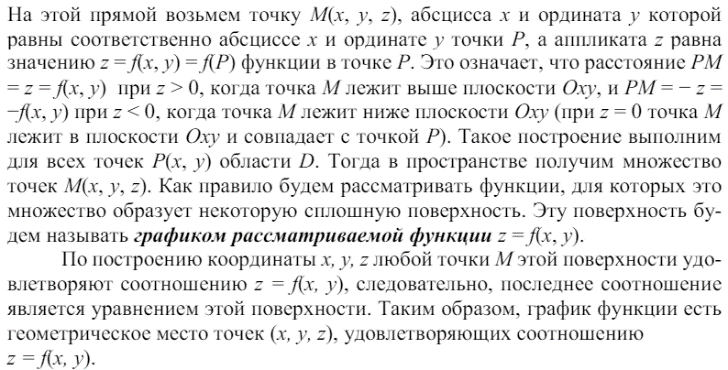 На этой прямой возьмем точку M(x, y, z), абсцисса x и ордината y которой
равны соответственно абсциссе x и ординате y точки P, а аппликата z равна
значению z = f(x, y) = f(P) функции в точке P. Это означает, что расстояние PM
= z = f(x, y) при z > 0, когда точка M лежит выше плоскости Oxy, и PM = − z =
−f(x, y) при z < 0, когда точка M лежит ниже плоскости Oxy (при z = 0 точка M
лежит в плоскости Oxy и совпадает с точкой P). Такое построение выполним
для всех точек P(x, y) области D. Тогда в пространстве получим множество
точек M(x, y, z). Как правило будем рассматривать функции, для которых это
множество образует некоторую сплошную поверхность. Эту поверхность бу-
дем называть графиком рассматриваемой функции z = f(x, y).
По построению координаты x, y, z любой точки M этой поверхности удо-
влетворяют соотношению z = f(x, y), следовательно, последнее соотношение
является уравнением этой поверхности. Таким образом, график функции есть
геометрическое место точек (x, y, z), удовлетворяющих соотношению
z = f(x, y).